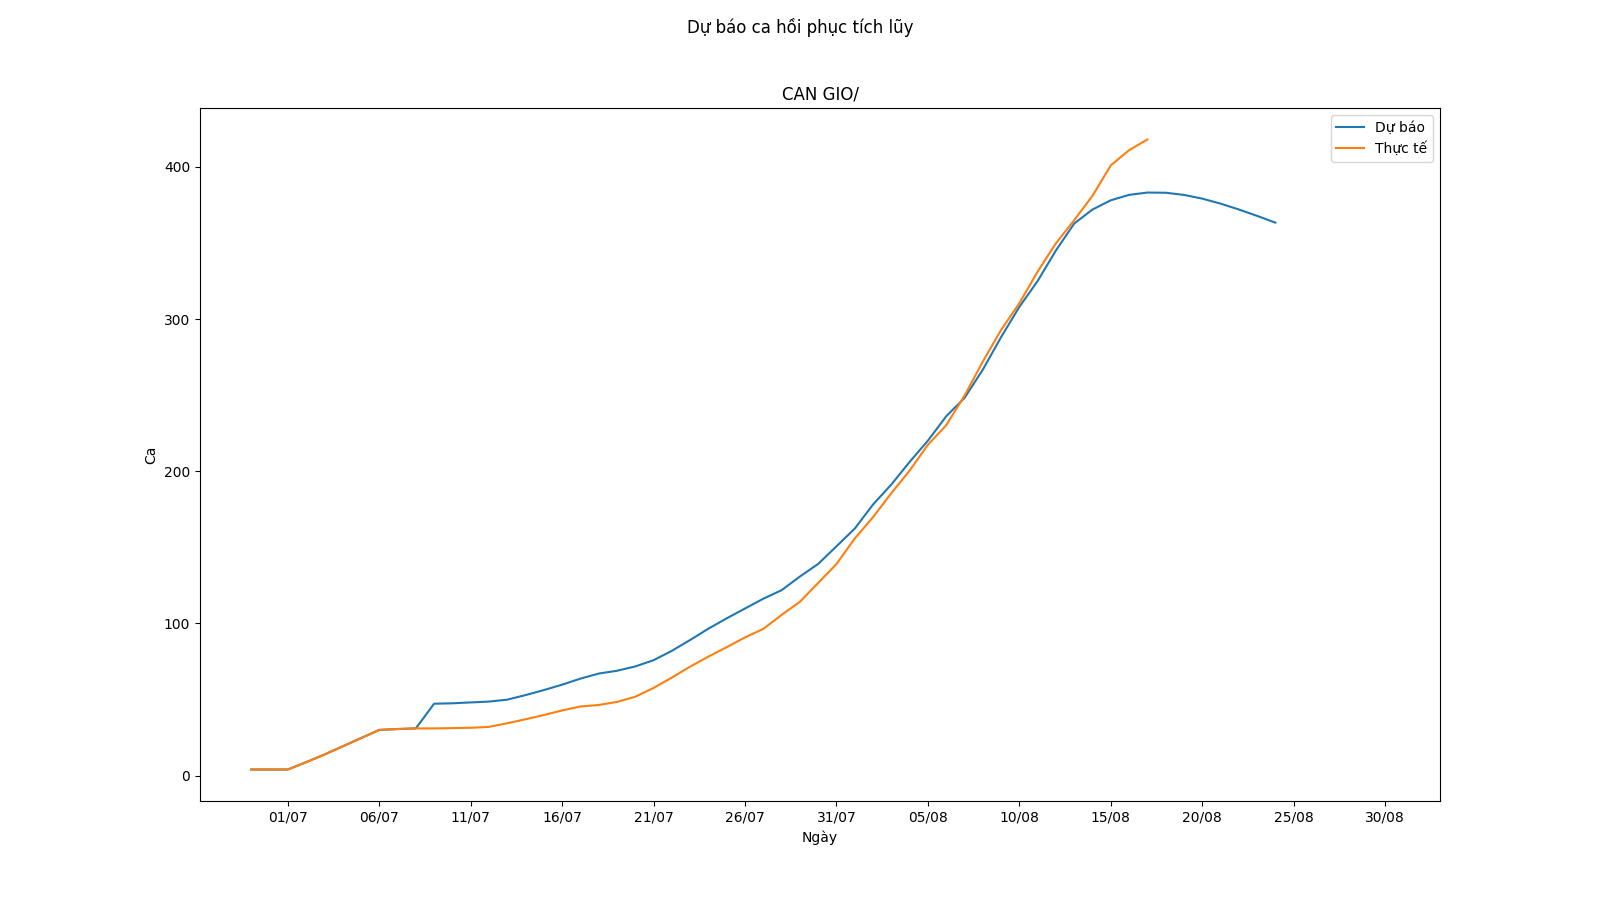 Dự báo ca hồi phục tích lũy
CAN GIO/
Dự báo
Thực tế
400
300
200
100
0
Ca
01/07 06/07 11/07 16/07 21/07 26/07 31/07 05/08 10/08 15/08 20/08 25/08 30/08
Ngày